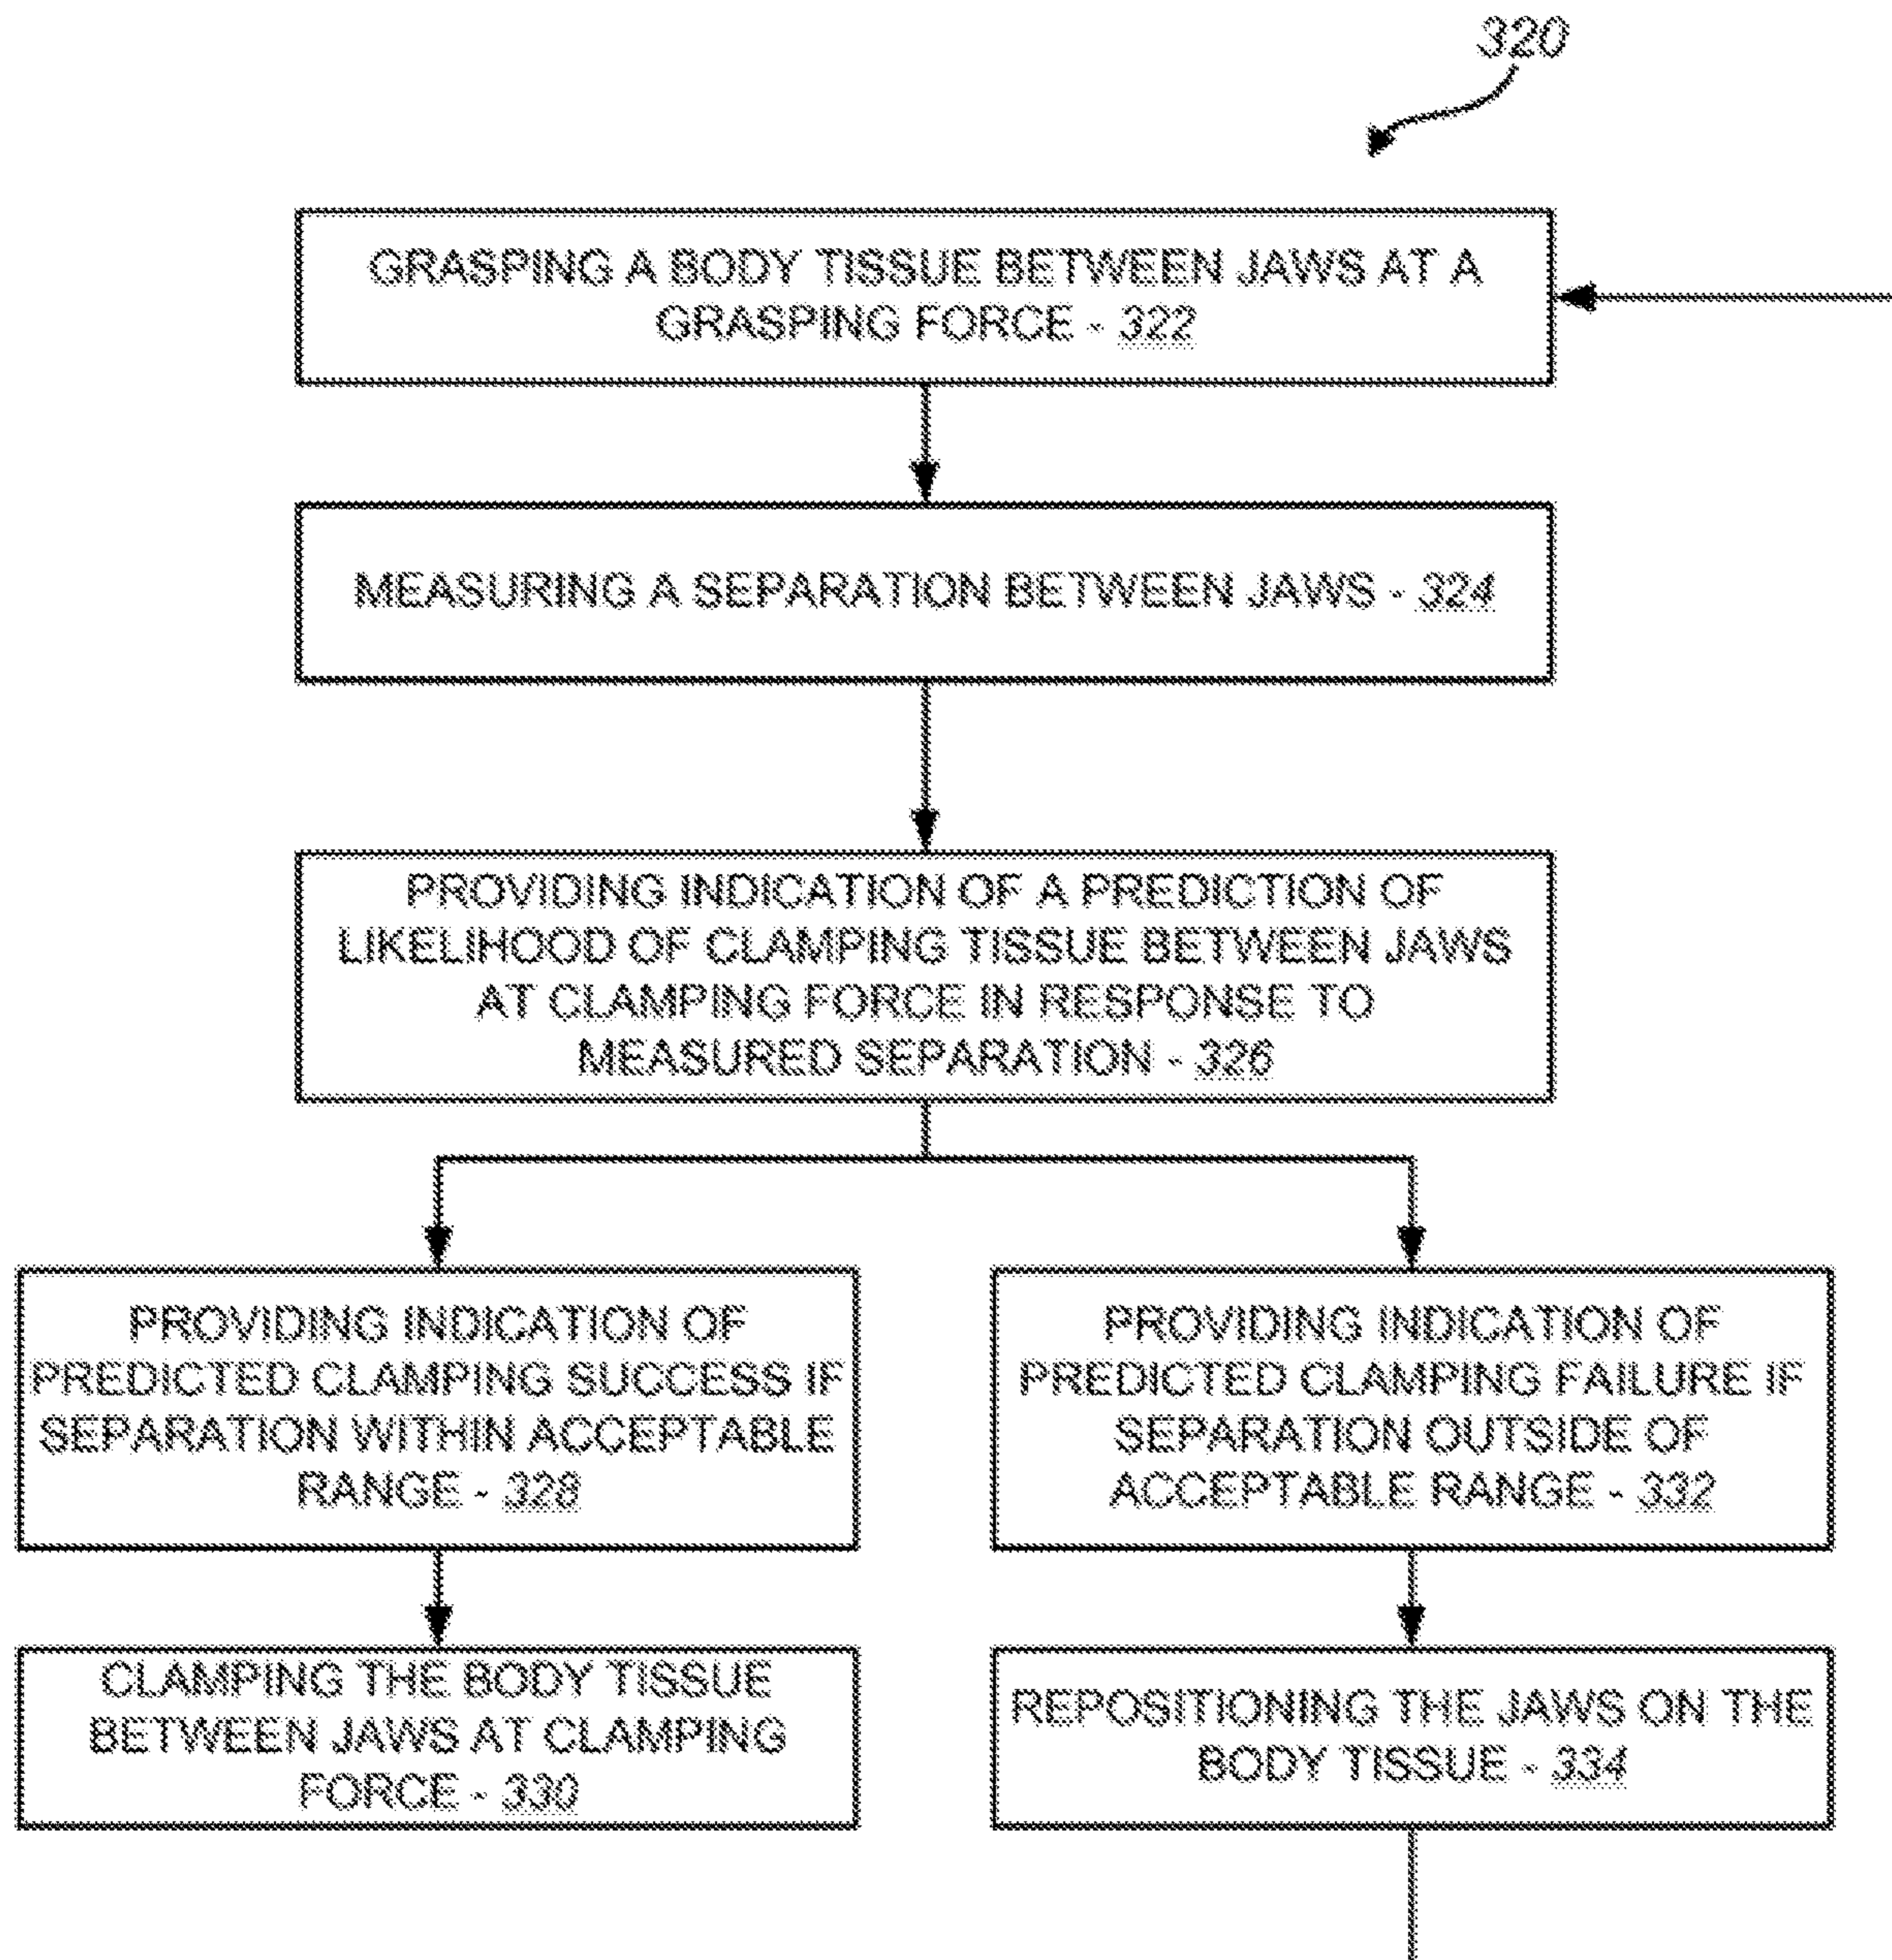 320
GRASPING A BODY TISSUE BETWEEN JAWS AT A
GRASPING FORCE - 322
MEASURING A SEPARATION BETWEEN JAWS - 324
PROVIDING INDICATION OF A PREDICTION OF
LIKELIHOOD OF CLAMPING TISSUE BETWEEN JAWS
AT CLAMPING FORCE IN RESPONSE TO
MEASURED SEPARATION - 326
PROVIDING INDICATION OF
PREDICTED CLAMPING SUCCESS IF
SEPARATION WITHIN ACCEPTABLE
RANGE - 328
PROVIDING INDICATION OF
PREDICTED CLAMPING FAILURE IF
SEPARATION OUTSIDE OF
ACCEPTABLE RANGE - 332
CLAMPING THE BODY TISSUE
BETWEEN JAWS AT CLAMPING
FORCE - 330
REPOSITIONING THE JAWS ON THE
BODY TISSUE - 334